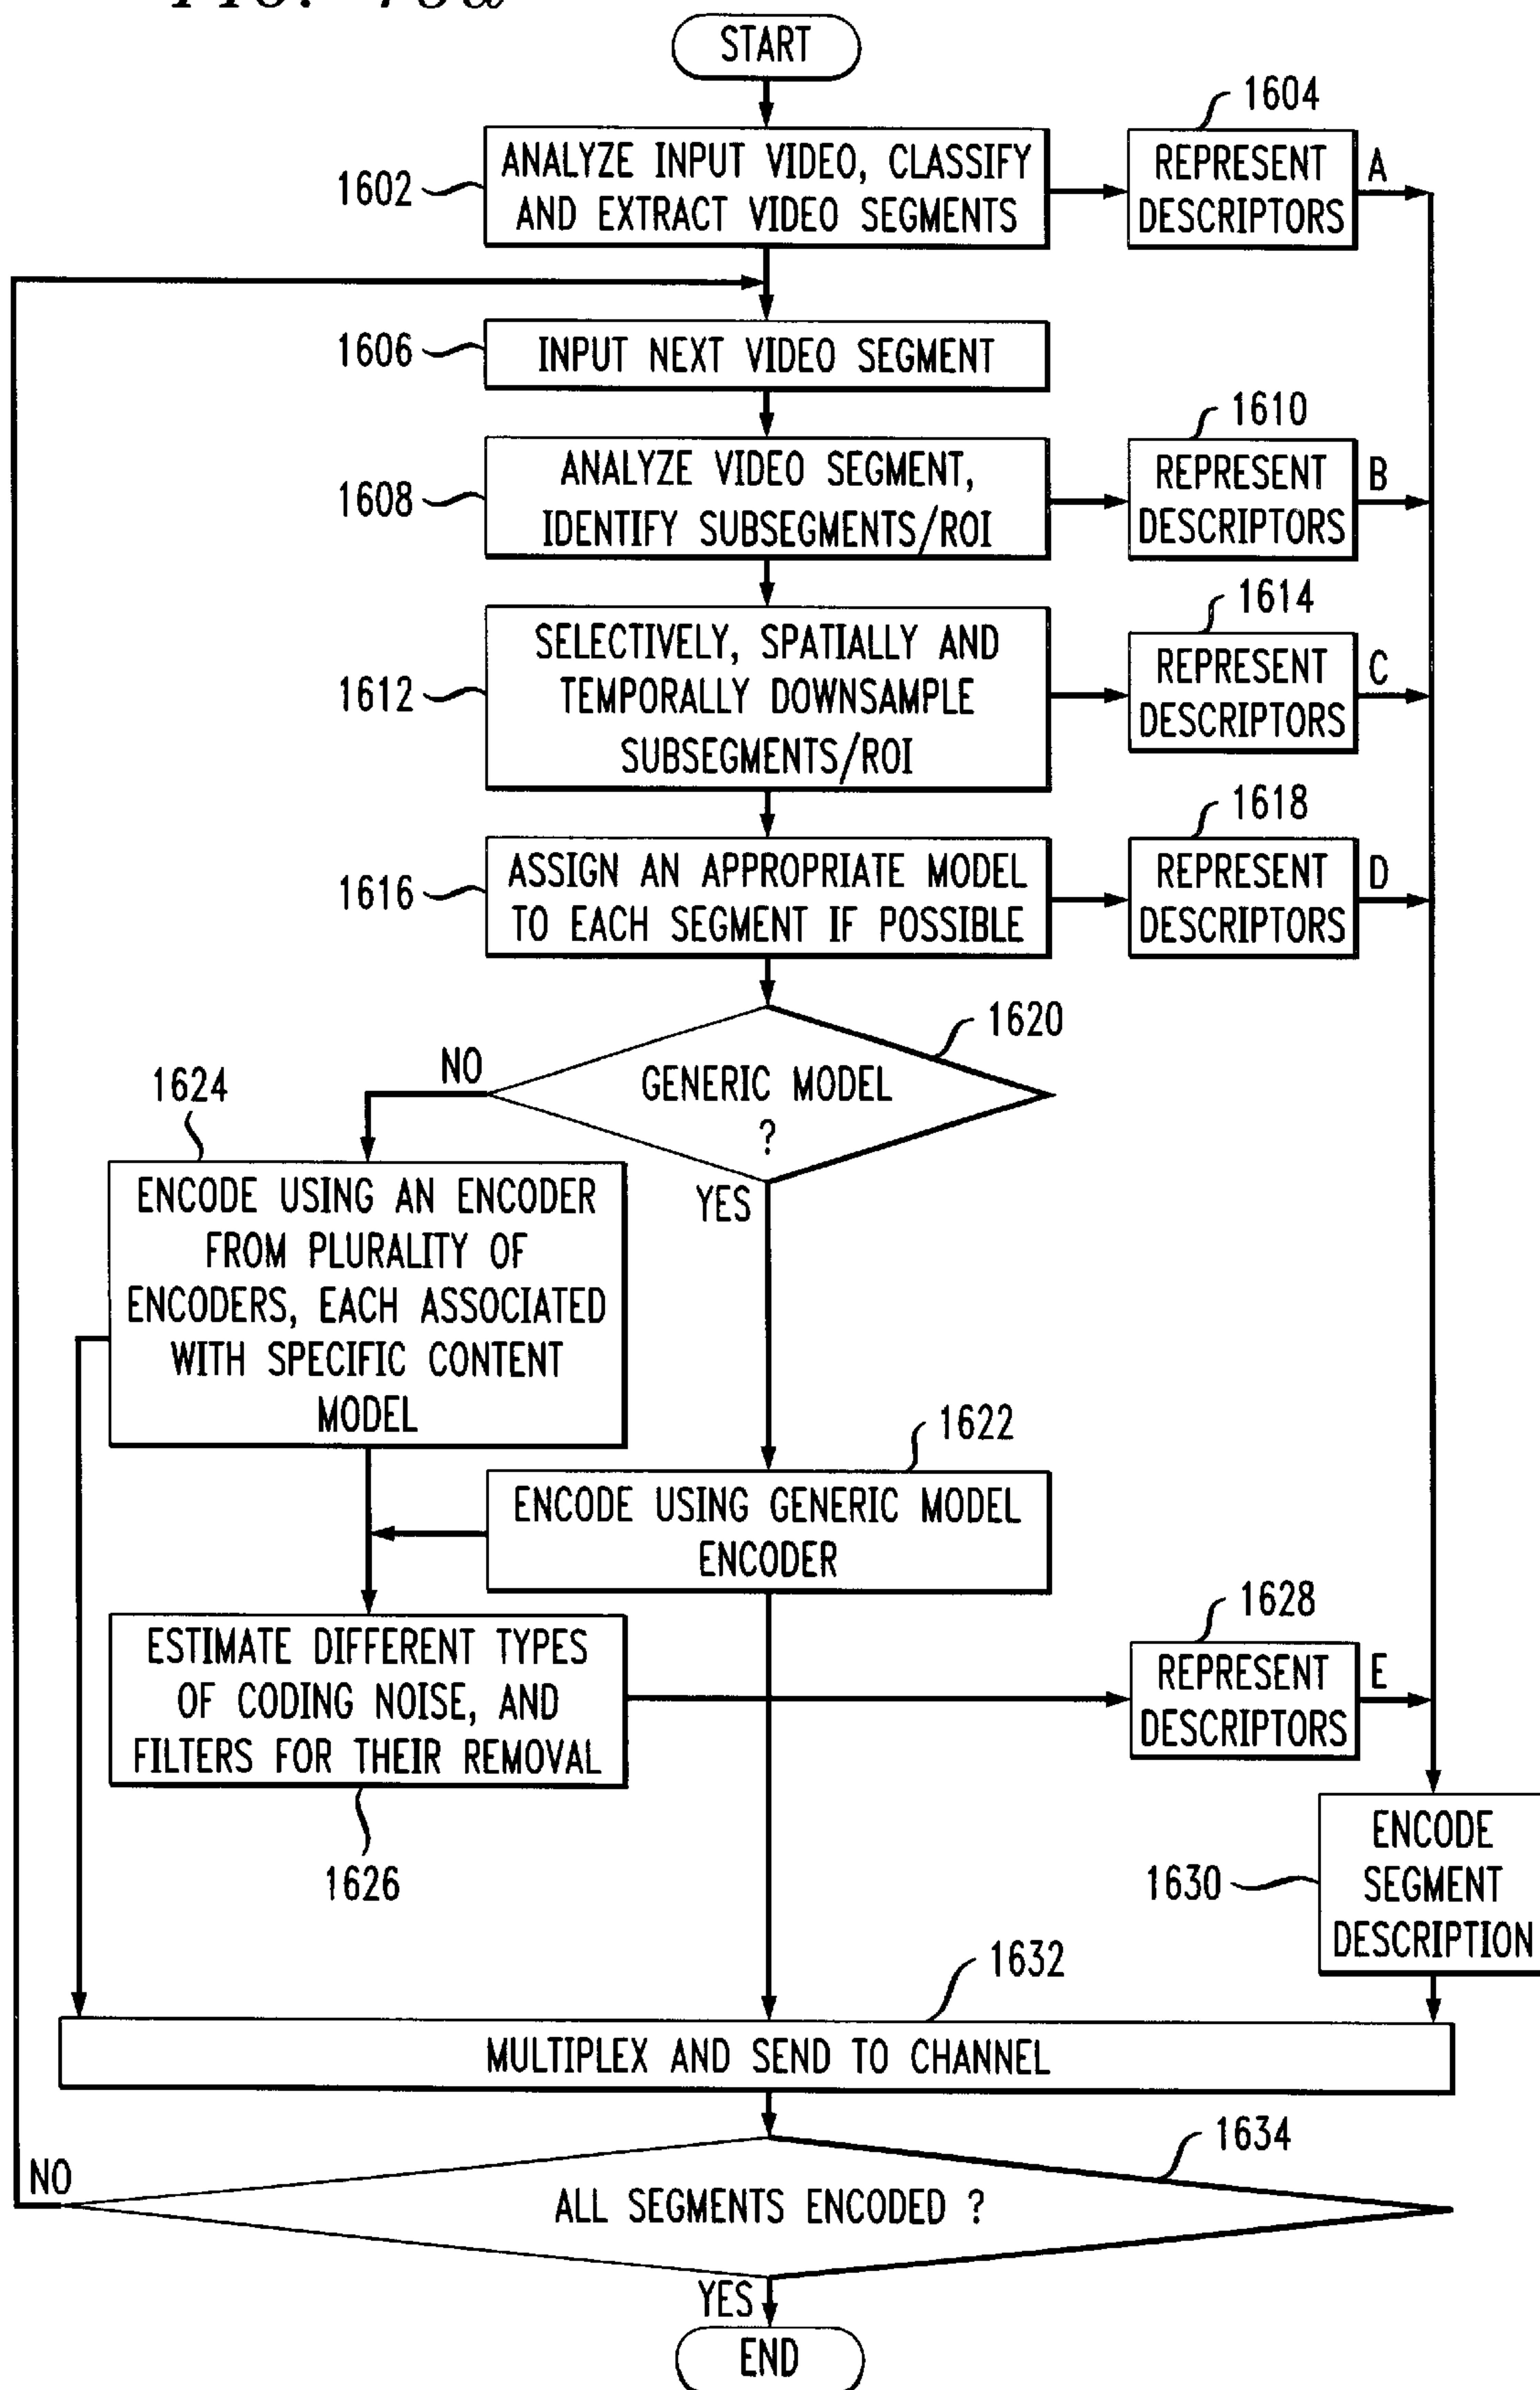 START
1604
ANALYZE INPUT VIDEO, CLASSIFY
AND EXTRACT VIDEO SEGMENTS
1602
REPRESENT
DESCRIPTORS
A
1606
INPUT NEXT VIDEO SEGMENT
1610
1608
ANALYZE VIDEO SEGMENT,
IDENTIFY SUBSEGMENTS/ROI
REPRESENT
DESCRIPTORS
B
1614
1612
SELECTIVELY, SPATIALLY AND
TEMPORALLY DOWNSAMPLE
SUBSEGMENTS/ROI
REPRESENT
DESCRIPTORS
C
1618
1616
ASSIGN AN APPROPRIATE MODEL
TO EACH SEGMENT IF POSSIBLE
REPRESENT
DESCRIPTORS
D
1620
GENERIC MODEL
?
NO
YES
1624
ENCODE USING AN ENCODER
FROM PLURALITY OF
ENCODERS, EACH ASSOCIATED
WITH SPECIFIC CONTENT
MODEL
1622
ENCODE USING GENERIC MODEL
ENCODER
ESTIMATE DIFFERENT TYPES
OF CODING NOISE, AND
FILTERS FOR THEIR REMOVAL
1626
1628
REPRESENT
DESCRIPTORS
E
1630
ENCODE
SEGMENT
DESCRIPTION
1632
MULTIPLEX AND SEND TO CHANNEL
1634
NO
ALL SEGMENTS ENCODED ?
YES
END